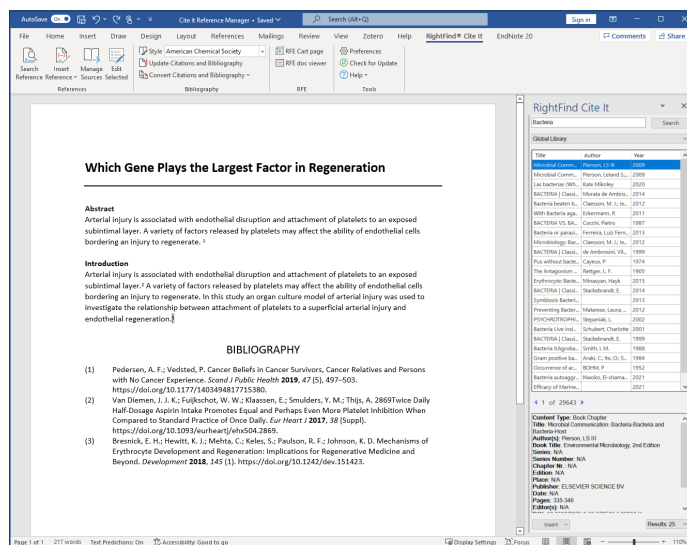 AutoSave On Cite It Reference Manager • Saved Search (Alt+Q) Sign in
File Home Insert Draw Design Layout References Mailings Review View Zotero Help RightFind® Cite It EndNote 20 Comments Share
Search Reference
Insert Reference
Manage Sources
Edit Selected
References
Style American Chemical Society
Update Citations and Bibliography
Convert Citations and Bibliography
Bibliography
RFE Cart page
RFE doc viewer
RFE
Preferences
Check for Update
Help
Tools
Which Gene Plays the Largest Factor in Regeneration
Abstract
Arterial injury is associated with endothelial disruption and attachment of platelets to an exposed
subintimal layer. A variety of factors released by platelets may affect the ability of endothelial cells
bordering an injury to regenerate. 1
Introduction
Arterial injury is associated with endothelial disruption and attachment of platelets to an exposed
subintimal layer.2 A variety of factors released by platelets may affect the ability of endothelial cells
bordering an injury to regenerate. In this study an organ culture model of arterial injury was used to
investigate the relationship between attachment of platelets to a superficial arterial injury and
endothelial regeneration.3
BIBLIOGRAPHY
(1) Pedersen, A. F.; Vedsted, P. Cancer Beliefs in Cancer Survivors, Cancer Relatives and Persons
with No Cancer Experience. Scand J Public Health 2019, 47 (5), 497–503.
https://doi.org/10.1177/1403494817715380.
(2) Van Diemen, J. J. K.; Fuijkschot, W. W.; Klaassen, E.; Smulders, Y. M.; Thijs, A. 2869Twice Daily
Half-Dosage Aspirin Intake Promotes Equal and Perhaps Even More Platelet Inhibition When
Compared to Standard Practice of Once Daily. Eur Heart J 2017, 38 (Suppl).
https://doi.org/10.1093/eurheartj/ehx504.2869.
(3) Bresnick, E. H.; Hewitt, K. J.; Mehta, C.; Keles, S.; Paulson, R. F.; Johnson, K. D. Mechanisms of
Erythrocyte Development and Regeneration: Implications for Regenerative Medicine and
Beyond. Development 2018, 145 (1). https://doi.org/10.1242/dev.151423.
RightFind Cite It
Bacteria Search
Global Library
Title Author Year
Microbial Comm... Pierson, LS III 2009
Microbial Comm... Pierson, Leland S.;... 2009
Las bacterias (Wh... Kate Mikoley 2020
BACTERIA | Classi... Morata de Ambro... 2014
Bacteria beaten b... Claesson, M. J.; Je... 2012
With Bacteria aga... Eckermann, R 2011
BACTERIA VS. BA... Cocchi, Pietro 1987
Bacteria or parasi... Ferreira, Luiz Fern... 2013
Microbiology: Bac... Claesson, M. J.; Je... 2012
BACTERIA | Classi... de Ambrosini, VII... 1999
Pus without bacte... Cayeux, P 1974
The Antagonism ... Rettger, L. F. 1905
Erythrocyte: Bacte... Minasyan, Hayk 2015
BACTERIA | Classi... Stackebrandt, E. 2014
Symbiosis Bacteri... 2013
Preventing Bacter... Matarese, Laura; ... 2012
PSYCHROTROPHI... Stepaniak, L. 2002
Bacteria Live insi... Schubert, Charlotte 2001
BACTERIA | Classi... Stackebrandt, E. 1999
Bacteria KiAgroba... Smith, I. M. 1988
Gram positive ba... Araki, C.; Ito, O.; S... 1984
Occurrence of ac... BOHM, P 1952
Bacteria autoaggr... Nwoko, El-shama... 2021
Efficacy of Marine... 2021
1 of 29643
Content Type: Book Chapter
Title: Microbial Communication: Bacteria-Bacteria and
Bacteria-Host
Author(s): Pierson, LS III
Book Title: Environmental Microbiology, 2nd Edition
Series: N/A
Series Number: N/A
Chapter Nr.: N/A
Edition: N/A
Place: N/A
Publisher: ELSEVIER SCIENCE BV
Date: N/A
Pages: 335-346
Editor(s): N/A
Insert Results: 25
Page 1 of 1 217 words Text Predictions: On Accessibility: Good to go Display Settings Focus 110%